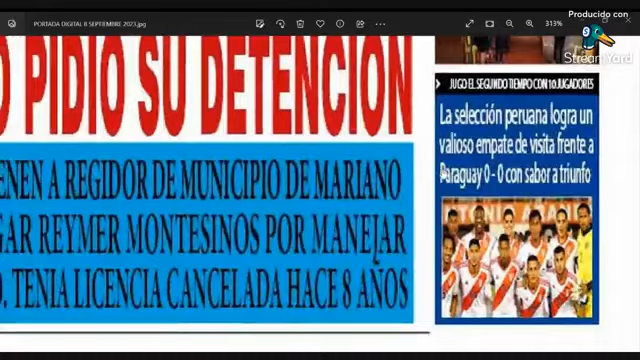 PORTADA DIGITAL 8 SEPTIEMBRE 2023.jpg
313%
Producido con
StreamYard
O PIDIO SU DETENCION
ENEN A REGIDOR DE MUNICIPIO DE MARIANO
GAR REYMER MONTESINOS POR MANEJAR
O. TENIA LICENCIA CANCELADA HACE 8 AÑOS
JUGO EL SEGUNDO TIEMPO CON 10 JUGADORES
La selección peruana logra un
valioso empate de visita frente a
Paraguay 0 - 0 con sabor a triunfo